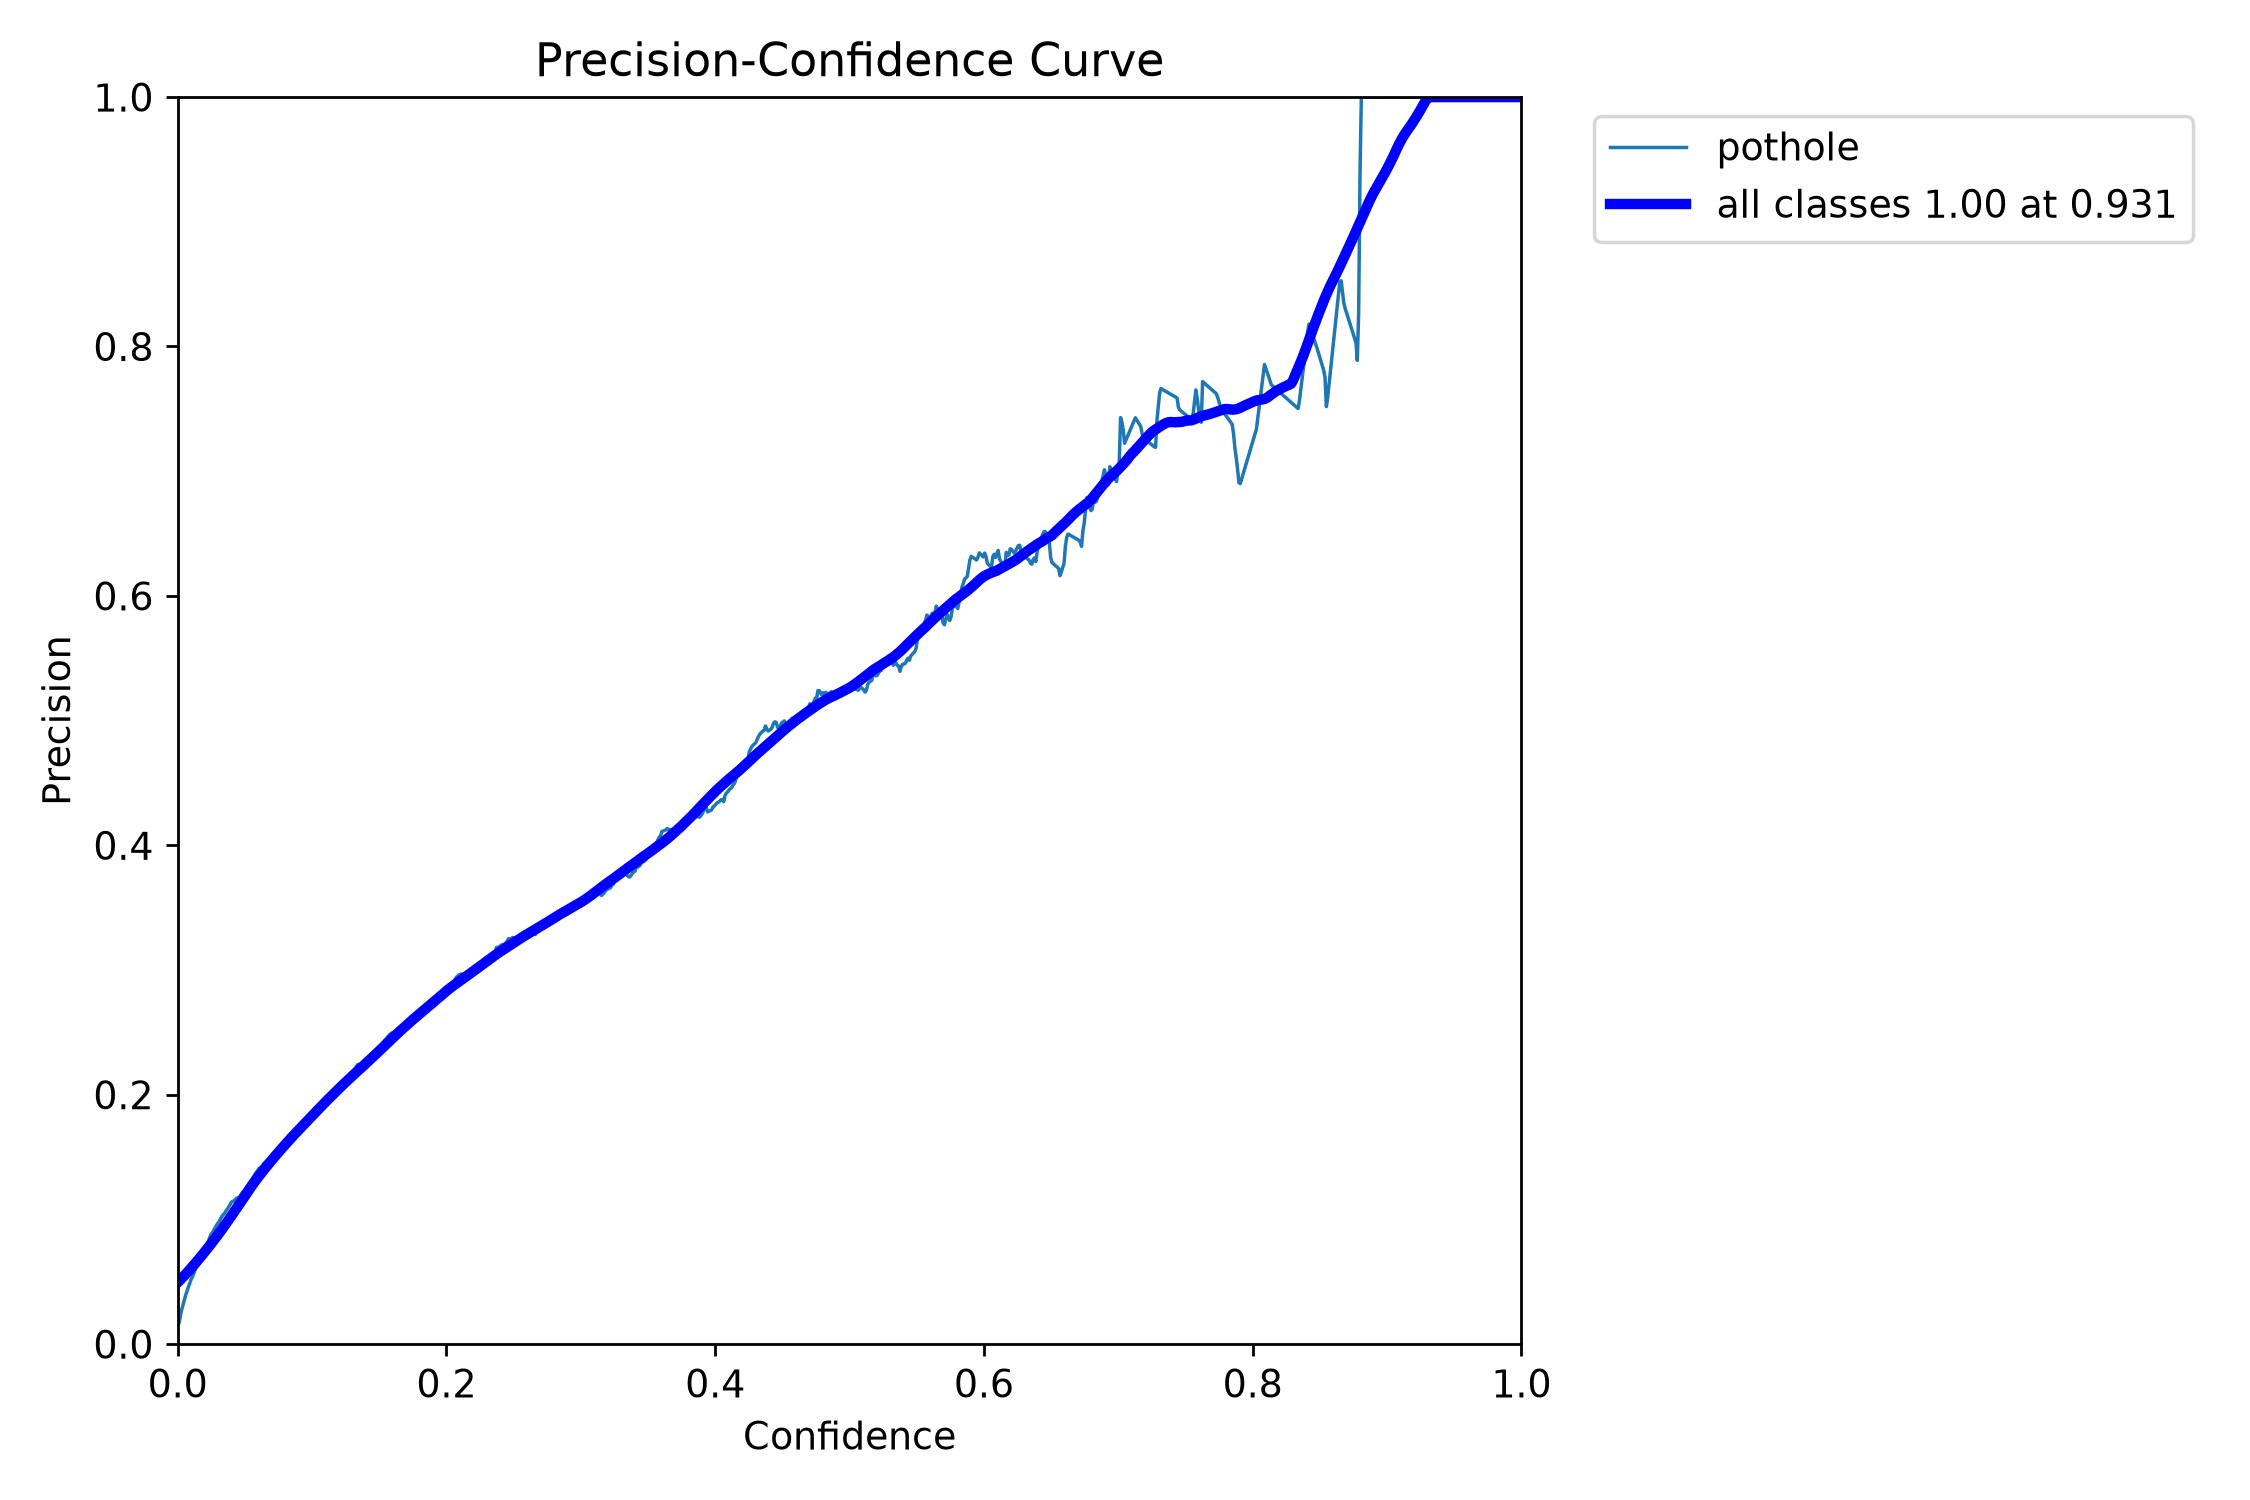 Precision-Confidence Curve
1.0
0.8
0.6
0.4
0.2
0.0
Precision
0.0 0.2 0.4 0.6 0.8 1.0
Confidence
pothole
all classes 1.00 at 0.931